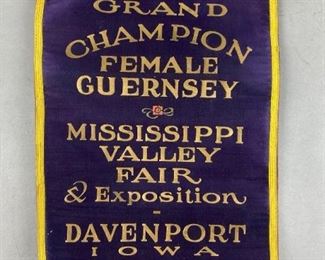 GRAND
CHAMPION
FEMALE
GUERNSEY
MISSISSIPPI
VALLEY
FAIR
& Exposition
-
DAVENPORT
IOWA